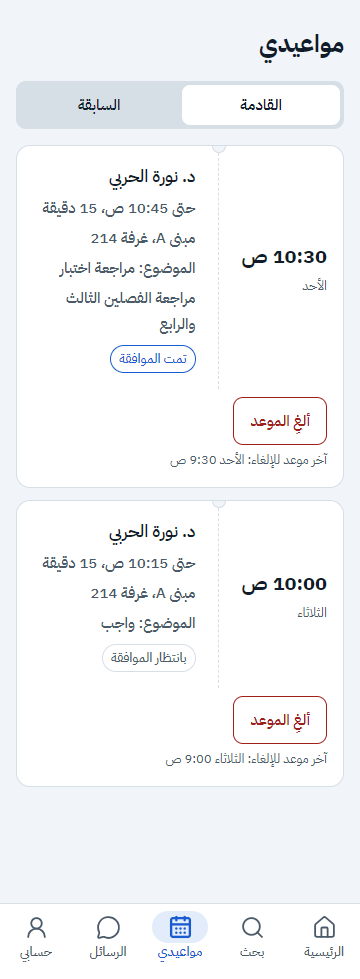 مواعيدي
القادمة
السابقة
10:30 ص
الأحد
د. نورة الحربي
حتى 10:45 ص، 15 دقيقة
مبنى A، غرفة 214
الموضوع: مراجعة اختبار
مراجعة الفصلين الثالث
والرابع
تمت الموافقة
ألغِ الموعد
آخر موعد للإلغاء: الأحد 9:30 ص
10:00 ص
الثلاثاء
د. نورة الحربي
حتى 10:15 ص، 15 دقيقة
مبنى A، غرفة 214
الموضوع: واجب
بانتظار الموافقة
ألغِ الموعد
آخر موعد للإلغاء: الثلاثاء 9:00 ص
الرئيسية
بحث
مواعيدي
الرسائل
حسابي